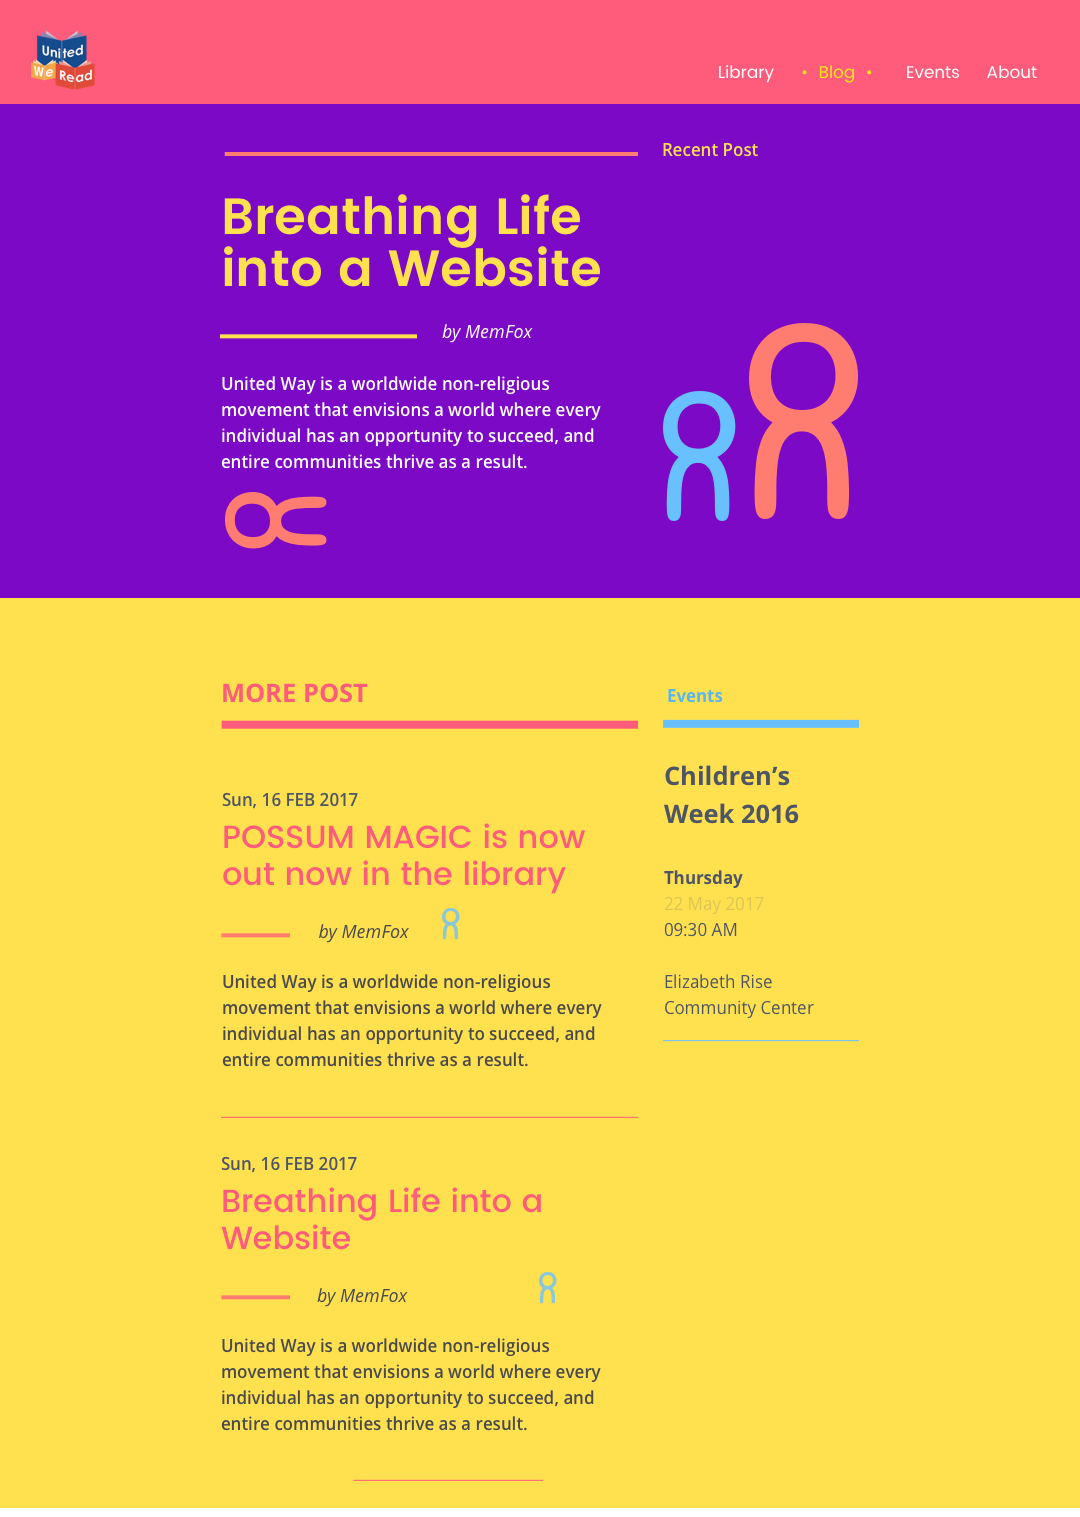 United
We Read
Library • Blog • Events About
Recent Post
Breathing Life
into a Website
by MemFox
United Way is a worldwide non-religious
movement that envisions a world where every
individual has an opportunity to succeed, and
entire communities thrive as a result.
MORE POST
Sun, 16 FEB 2017
POSSUM MAGIC is now
out now in the library
by MemFox
United Way is a worldwide non-religious
movement that envisions a world where every
individual has an opportunity to succeed, and
entire communities thrive as a result.
Sun, 16 FEB 2017
Breathing Life into a
Website
by MemFox
United Way is a worldwide non-religious
movement that envisions a world where every
individual has an opportunity to succeed, and
entire communities thrive as a result.
Events
Children’s
Week 2016
Thursday
22 May 2017
09:30 AM
Elizabeth Rise
Community Center